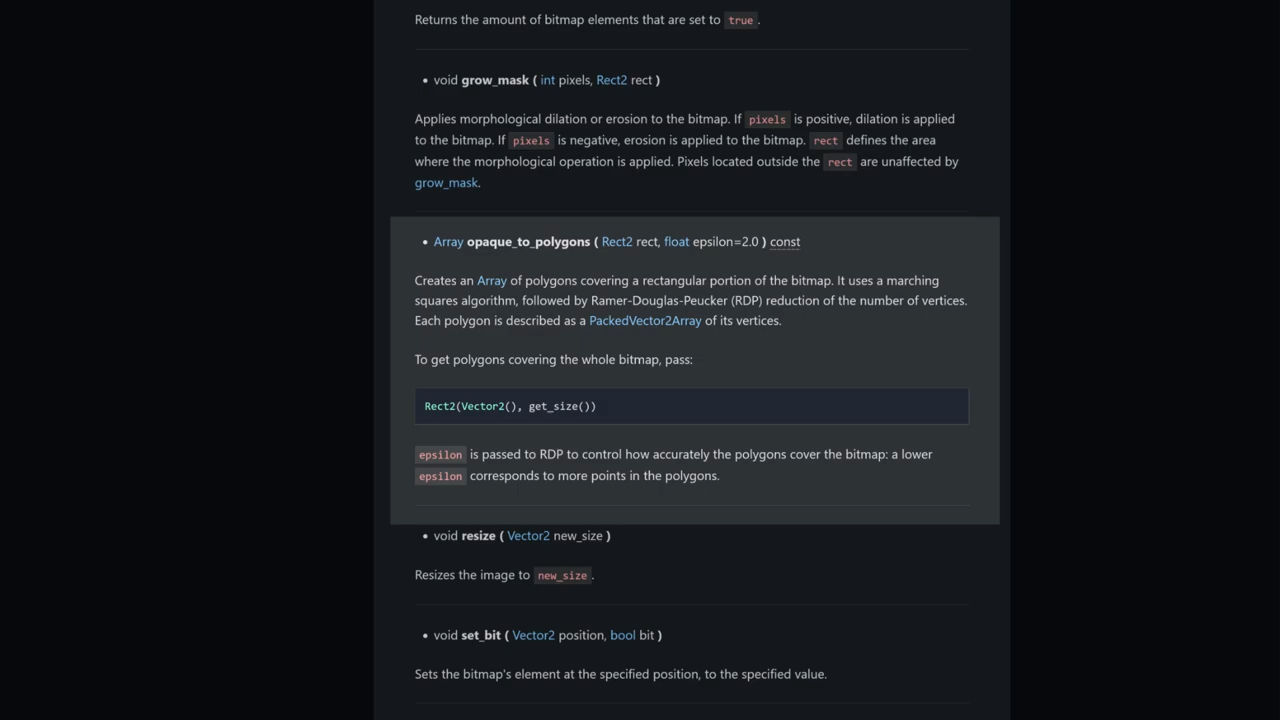 Returns the amount of bitmap elements that are set to true.
• void grow_mask ( int pixels, Rect2 rect )
Applies morphological dilation or erosion to the bitmap. If pixels is positive, dilation is applied
to the bitmap. If pixels is negative, erosion is applied to the bitmap. rect defines the area
where the morphological operation is applied. Pixels located outside the rect are unaffected by
grow_mask.
• Array opaque_to_polygons ( Rect2 rect, float epsilon=2.0 ) const
Creates an Array of polygons covering a rectangular portion of the bitmap. It uses a marching
squares algorithm, followed by Ramer-Douglas-Peucker (RDP) reduction of the number of vertices.
Each polygon is described as a PackedVector2Array of its vertices.
To get polygons covering the whole bitmap, pass:
Rect2(Vector2(), get_size())
epsilon is passed to RDP to control how accurately the polygons cover the bitmap: a lower
epsilon corresponds to more points in the polygons.
• void resize ( Vector2 new_size )
Resizes the image to new_size.
• void set_bit ( Vector2 position, bool bit )
Sets the bitmap's element at the specified position, to the specified value.